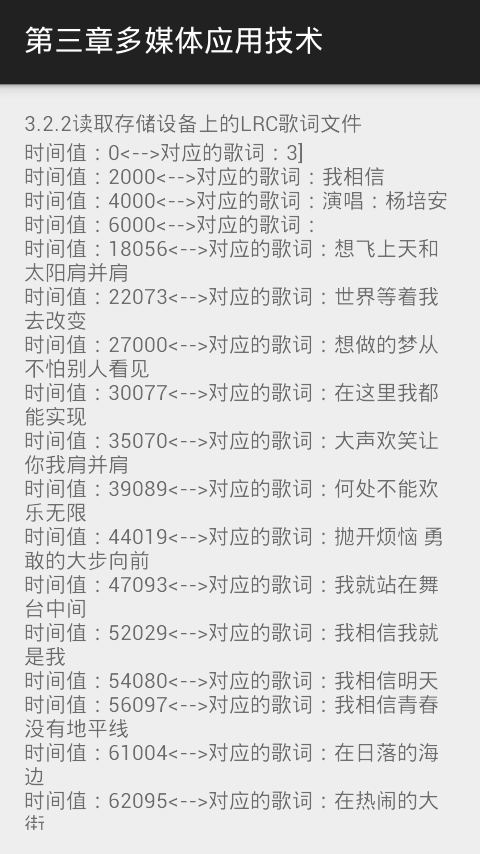 第三章多媒体应用技术
3.2.2读取存储设备上的LRC歌词文件
时间值：0<-->对应的歌词：3]
时间值：2000<-->对应的歌词：我相信
时间值：4000<-->对应的歌词：演唱：杨培安
时间值：6000<-->对应的歌词：
时间值：18056<-->对应的歌词：想飞上天和
太阳肩并肩
时间值：22073<-->对应的歌词：世界等着我
去改变
时间值：27000<-->对应的歌词：想做的梦从
不怕别人看见
时间值：30077<-->对应的歌词：在这里我都
能实现
时间值：35070<-->对应的歌词：大声欢笑让
你我肩并肩
时间值：39089<-->对应的歌词：何处不能欢
乐无限
时间值：44019<-->对应的歌词：抛开烦恼 勇
敢的大步向前
时间值：47093<-->对应的歌词：我就站在舞
台中间
时间值：52029<-->对应的歌词：我相信我就
是我
时间值：54080<-->对应的歌词：我相信明天
时间值：56097<-->对应的歌词：我相信青春
没有地平线
时间值：61004<-->对应的歌词：在日落的海
边
时间值：62095<-->对应的歌词：在热闹的大
街